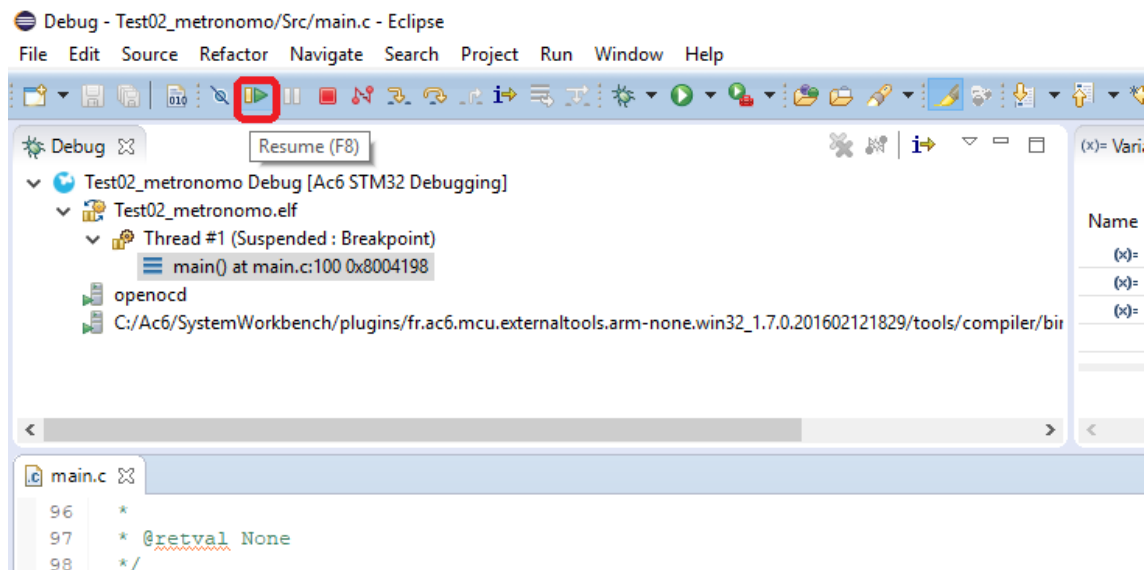 Debug - Test02_metronomo/Src/main.c - Eclipse
File Edit Source Refactor Navigate Search Project Run Window Help
010
Debug
Resume (F8)
(x)= Vari
Test02_metronomo Debug [Ac6 STM32 Debugging]
Test02_metronomo.elf
Name
Thread #1 (Suspended : Breakpoint)
(x)=
main() at main.c:100 0x8004198
(x)=
openocd
(x)=
C:/Ac6/SystemWorkbench/plugins/fr.ac6.mcu.externaltools.arm-none.win32_1.7.0.201602121829/tools/compiler/bin
main.c
96 *
97 * @retval None
98 */